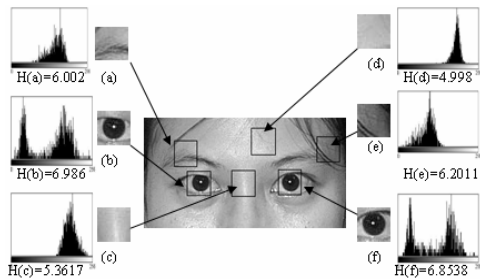 H(a)=6.002
(a)
(d)
H(d)=4.998
H(b)=6.986
(b)
(e)
H(e)=6.2011
H(c)=5.3617
(c)
(f)
H(f)=6.8538